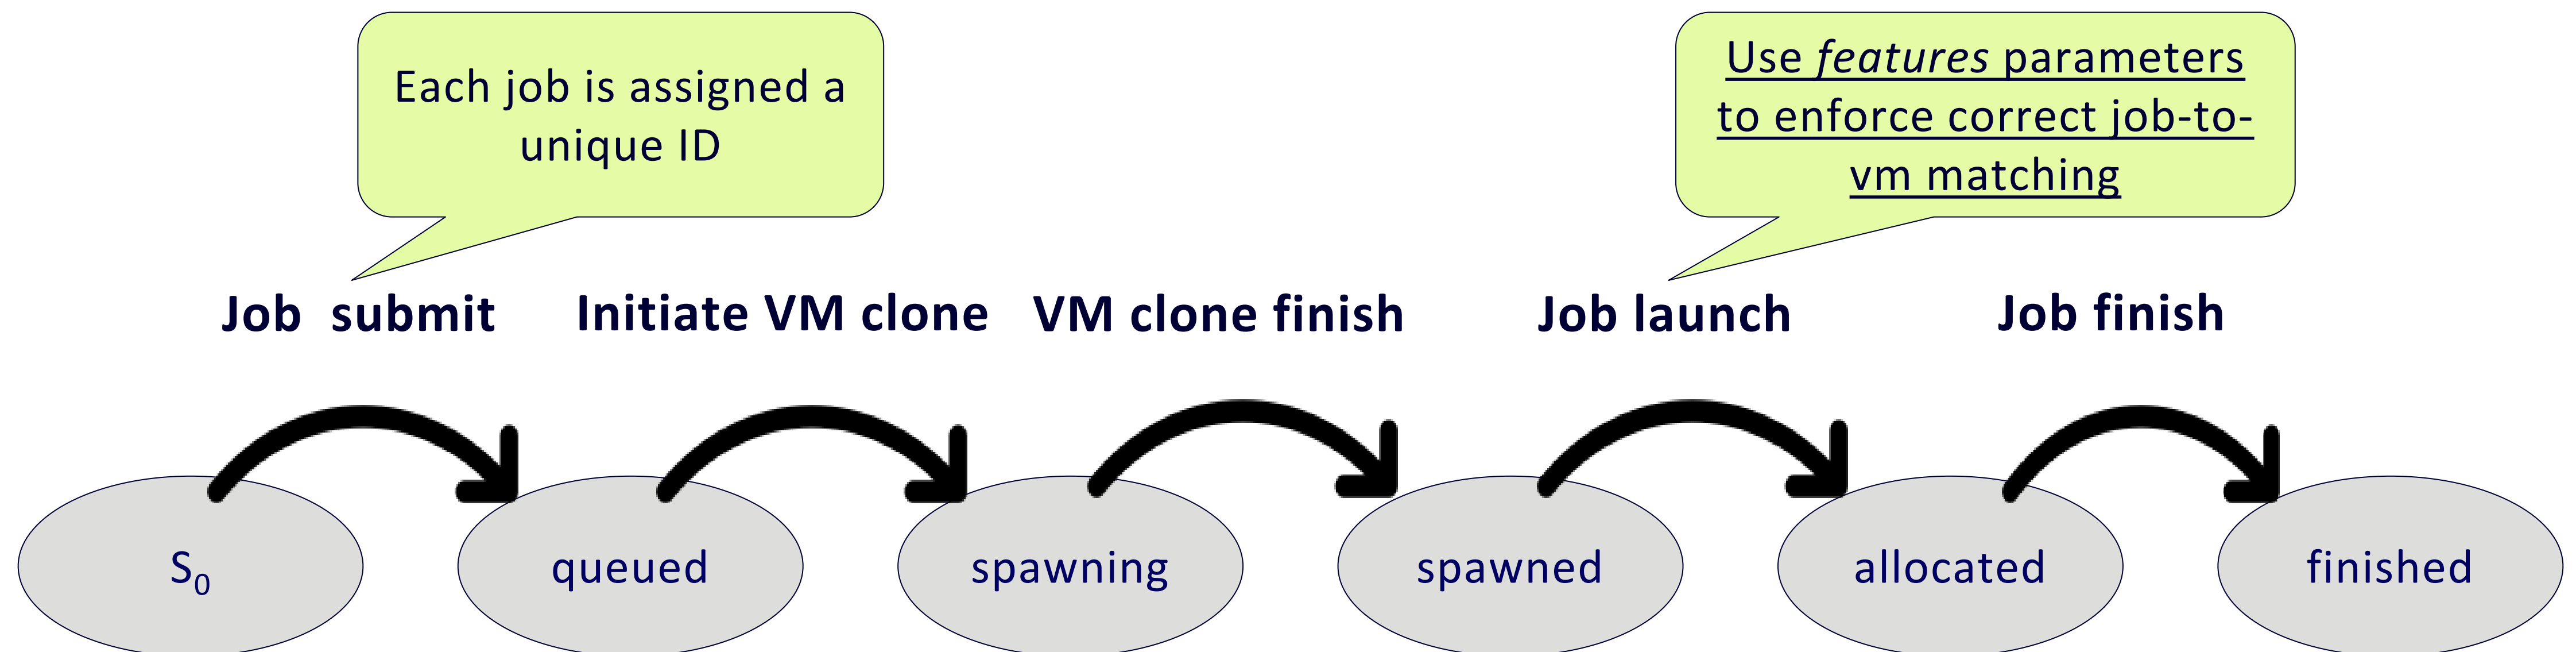 Each job is assigned a
unique ID
Use features parameters
to enforce correct job-to-
vm matching
Job  submit
Initiate VM clone
VM clone finish
Job launch
Job finish
S₀
queued
spawning
spawned
allocated
finished